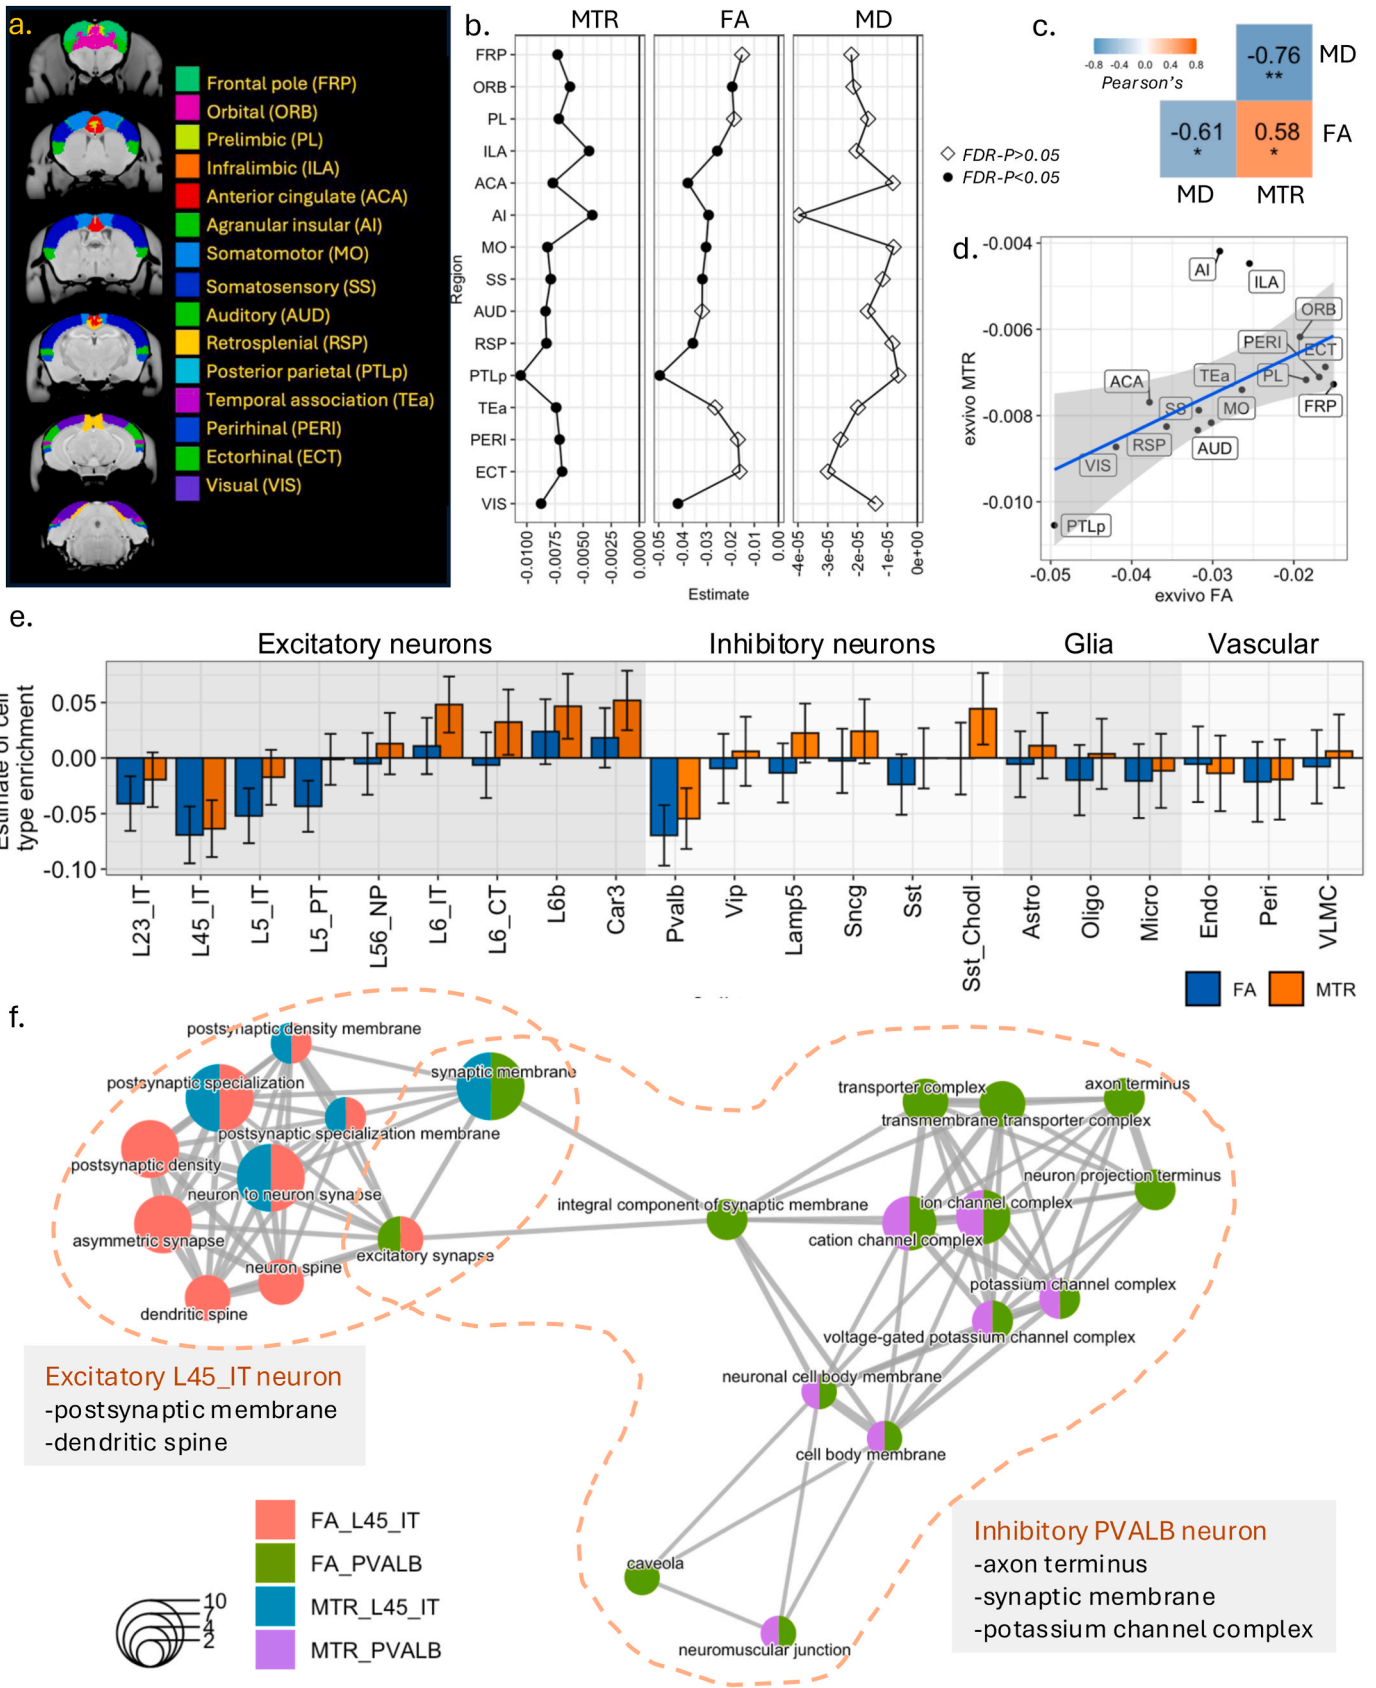 a.
Frontal pole (FRP)
Orbital (ORB)
Prelimbic (PL)
Infralimbic (ILA)
Anterior cingulate (ACA)
Agranular insular (AI)
Somatomotor (MO)
Somatosensory (SS)
Auditory (AUD)
Retrosplenial (RSP)
Posterior parietal (PTLp)
Temporal association (TEa)
Perirhinal (PERI)
Ectorhinal (ECT)
Visual (VIS)
b.
MTR FA MD
Region
FRP
ORB
PL
ILA
ACA
AI
MO
SS
AUD
RSP
PTLp
TEa
PERI
ECT
VIS
-0.0100 -0.0075 -0.0050 -0.0025 0.0000
-0.05 -0.04 -0.03 -0.02 -0.01 0.00
-4e-05 -3e-05 -2e-05 -1e-05 0e+00
Estimate
FDR-P>0.05
FDR-P<0.05
c.
-0.8 -0.4 0.0 0.4 0.8
Pearson's
-0.76 MD
**
-0.61 0.58 FA
* *
MD MTR
d.
-0.004
-0.006
-0.008
-0.010
exvivo MTR
AI
ILA
ORB
PERI
ECT
TEa
PL
ACA
FRP
SS
MO
RSP
AUD
VIS
PTLp
-0.05 -0.04 -0.03 -0.02
exvivo FA
e.
Excitatory neurons Inhibitory neurons Glia Vascular
Estimate of cell
type enrichment
0.05
0.00
-0.05
-0.10
L23_IT L45_IT L5_IT L5_PT L56_NP L6_IT L6_CT L6b Car3 Pvalb Vip Lamp5 Sncg Sst Sst_Chodl Astro Oligo Micro Endo Peri VLMC
FA MTR
f.
postsynaptic density membrane
synaptic membrane
postsynaptic specialization
postsynaptic specialization membrane
postsynaptic density
neuron to neuron synapse
asymmetric synapse
excitatory synapse
neuron spine
dendritic spine
transporter complex
axon terminus
transmembrane transporter complex
neuron projection terminus
integral component of synaptic membrane
ion channel complex
cation channel complex
potassium channel complex
voltage-gated potassium channel complex
neuronal cell body membrane
cell body membrane
caveola
neuromuscular junction
Excitatory L45_IT neuron
-postsynaptic membrane
-dendritic spine
FA_L45_IT
FA_PVALB
MTR_L45_IT
MTR_PVALB
10
7
4
2
Inhibitory PVALB neuron
-axon terminus
-synaptic membrane
-potassium channel complex